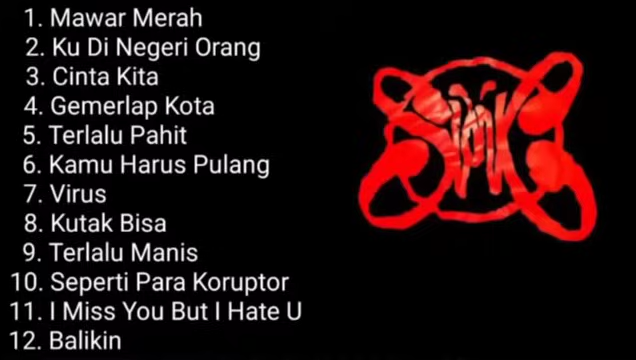 1. Mawar Merah
2. Ku Di Negeri Orang
3. Cinta Kita
4. Gemerlap Kota
5. Terlalu Pahit
6. Kamu Harus Pulang
7. Virus
8. Kutak Bisa
9. Terlalu Manis
10. Seperti Para Koruptor
11. I Miss You But I Hate U
12. Balikin